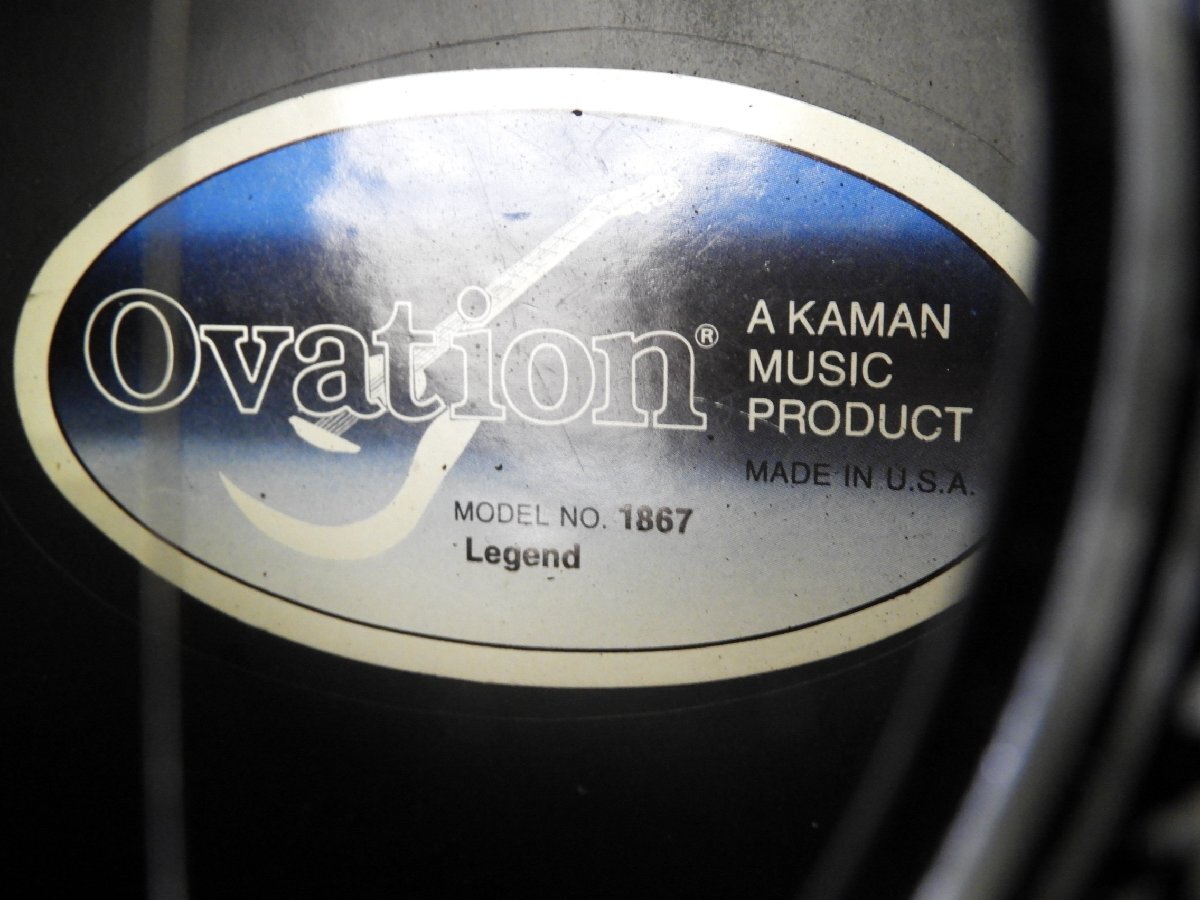 Ovation®
A KAMAN
MUSIC
PRODUCT
MADE IN U.S.A.
MODEL NO. 1867
Legend